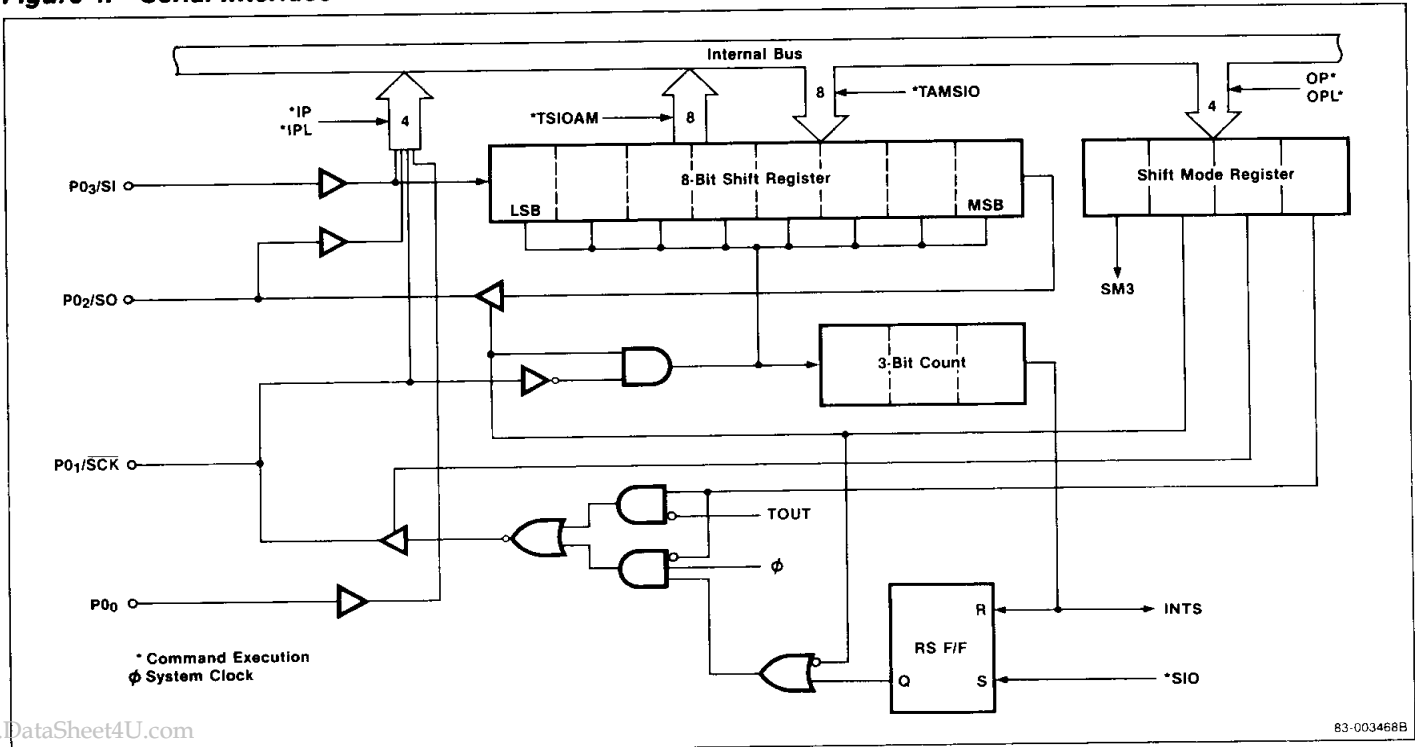 Internal Bus
*IP
*IPL
4
*TSIOAM
8
8
*TAMSIO
4
OP*
OPL*
P0₃/SI
8-Bit Shift Register
LSB
MSB
Shift Mode Register
SM3
P0₂/SO
3-Bit Count
P0₁/S̅C̅K̅
TOUT
ϕ
P0₀
R
INTS
RS F/F
Q
S
*SIO
* Command Execution
ϕ System Clock
DataSheet4U.com
83-003468B